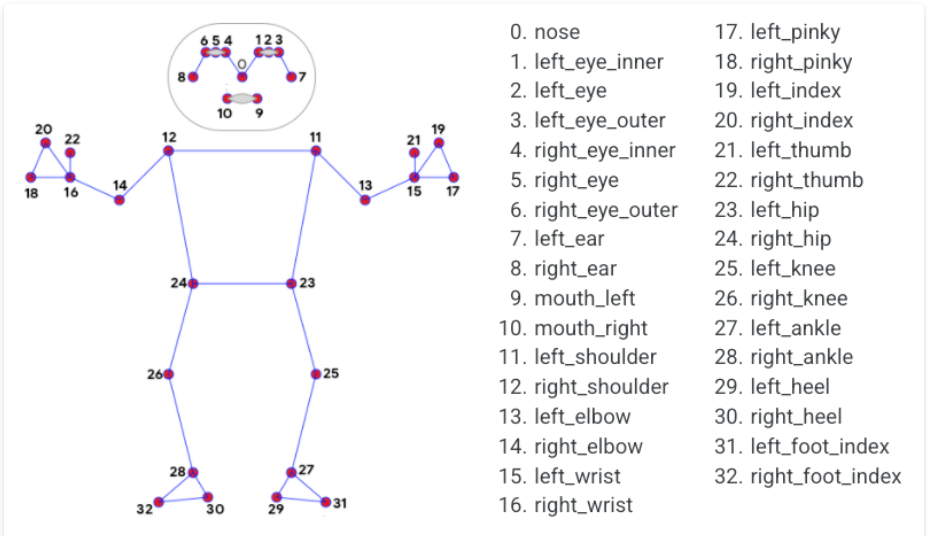 6 5 4 1 2 3
0
8 7
10 9
20 22 12 11 21 19
18 16 14 13 15 17
24 23
26 25
28 27
32 30 29 31
0. nose
1. left_eye_inner
2. left_eye
3. left_eye_outer
4. right_eye_inner
5. right_eye
6. right_eye_outer
7. left_ear
8. right_ear
9. mouth_left
10. mouth_right
11. left_shoulder
12. right_shoulder
13. left_elbow
14. right_elbow
15. left_wrist
16. right_wrist
17. left_pinky
18. right_pinky
19. left_index
20. right_index
21. left_thumb
22. right_thumb
23. left_hip
24. right_hip
25. left_knee
26. right_knee
27. left_ankle
28. right_ankle
29. left_heel
30. right_heel
31. left_foot_index
32. right_foot_index